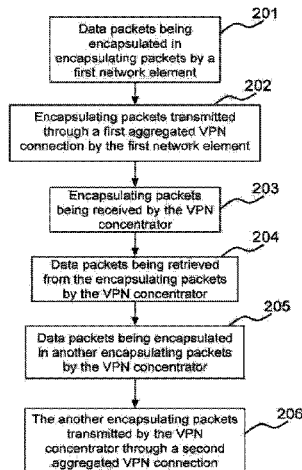 201
Data packets being
encapsulated in
encapsulating packets by a
first network element
202
Encapsulating packets transmitted
through a first aggregated VPN
connection by the first network element
203
Encapsulating packets
being received by the VPN
concentrator
204
Data packets being retrieved
from the encapsulating packets
by the VPN concentrator
205
Data packets being encapsulated
in another encapsulating packets
by the VPN concentrator
206
The another encapsulating packets
transmitted by the VPN
concentrator through a second
aggregated VPN connection